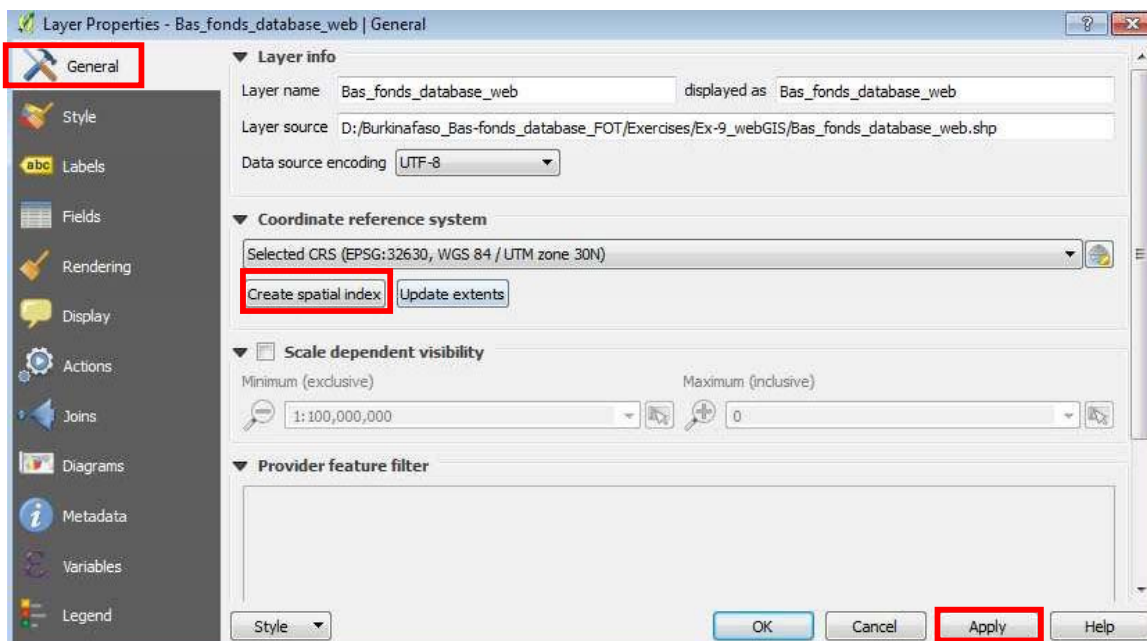 Layer Properties - Bas_fonds_database_web | General
General
Style
Labels
Fields
Rendering
Display
Actions
Joins
Diagrams
Metadata
Variables
Legend
abc
Layer info
Layer name Bas_fonds_database_web displayed as Bas_fonds_database_web
Layer source D:/Burkinafaso_Bas-fonds_database_FOT/Exercises/Ex-9_webGIS/Bas_fonds_database_web.shp
Data source encoding UTF-8
Coordinate reference system
Selected CRS (EPSG:32630, WGS 84 / UTM zone 30N)
Create spatial index Update extents
Scale dependent visibility
Minimum (exclusive) Maximum (inclusive)
1:100,000,000 0
Provider feature filter
Style OK Cancel Apply Help